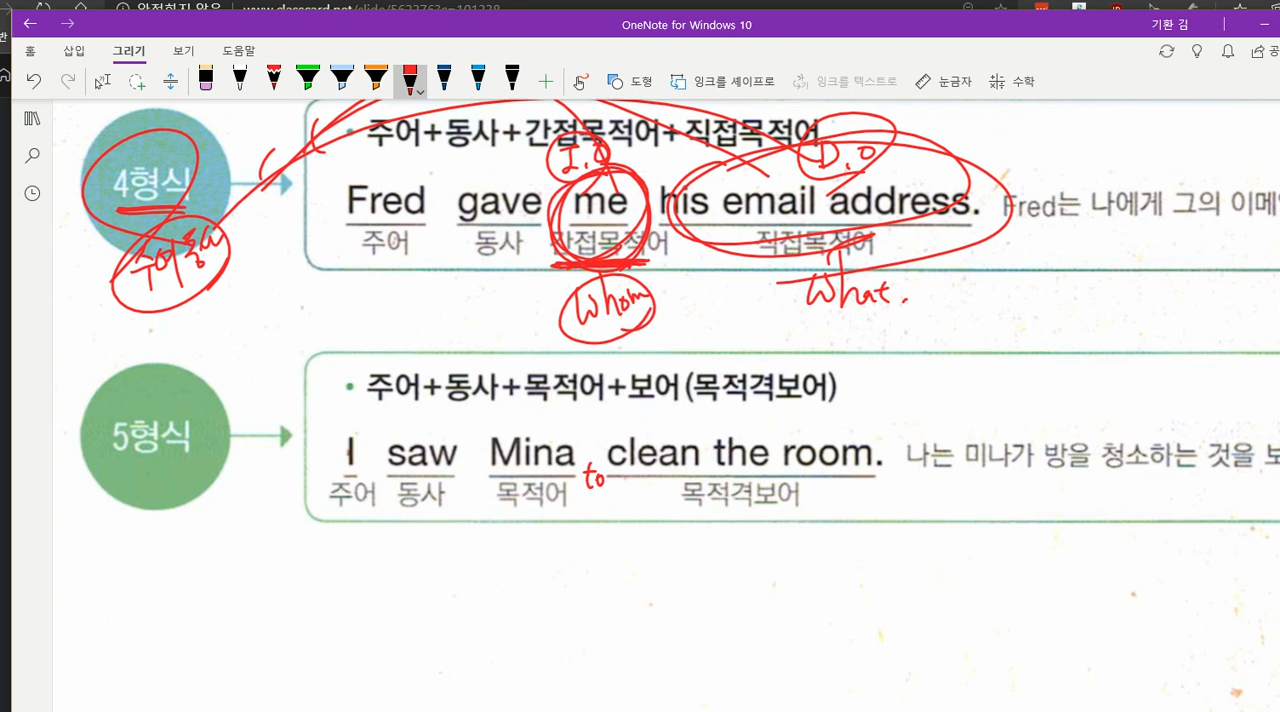 OneNote for Windows 10
기환 김
홈 삽입 그리기 보기 도움말
도형 잉크를 셰이프로 잉크를 텍스트로 눈금자 수학
주어+동사+간접목적어+직접목적어
I.O D.O
4형식
Fred gave me his email address. Fred는 나에게 그의 이메
주어 동사 간접목적어 직접목적어
주어동사
Whom What.
주어+동사+목적어+보어(목적격보어)
5형식
I saw Mina to clean the room. 나는 미나가 방을 청소하는 것을 보
주어 동사 목적어 목적격보어